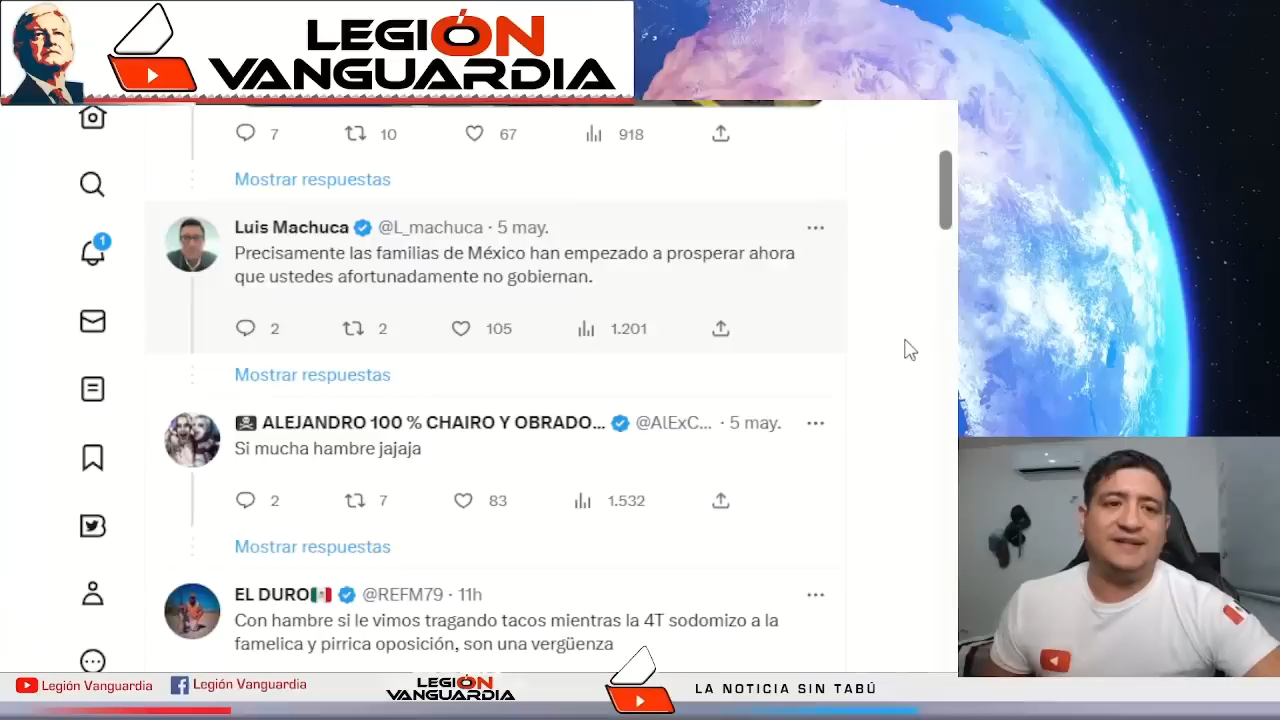 LEGIÓN
VANGUARDIA
7 10 67 918
Mostrar respuestas
Luis Machuca @L_machuca · 5 may.
Precisamente las familias de México han empezado a prosperar ahora
que ustedes afortunadamente no gobiernan.
2 2 105 1.201
Mostrar respuestas
1
ALEJANDRO 100 % CHAIRO Y OBRADO... @AlExC... · 5 may.
Si mucha hambre jajaja
2 7 83 1.532
Mostrar respuestas
EL DURO @REFM79 · 11h
Con hambre si le vimos tragando tacos mientras la 4T sodomizo a la
famelica y pirrica oposición, son una vergüenza
Legión Vanguardia Legión Vanguardia LEGIÓN
VANGUARDIA LA NOTICIA SIN TABÚ